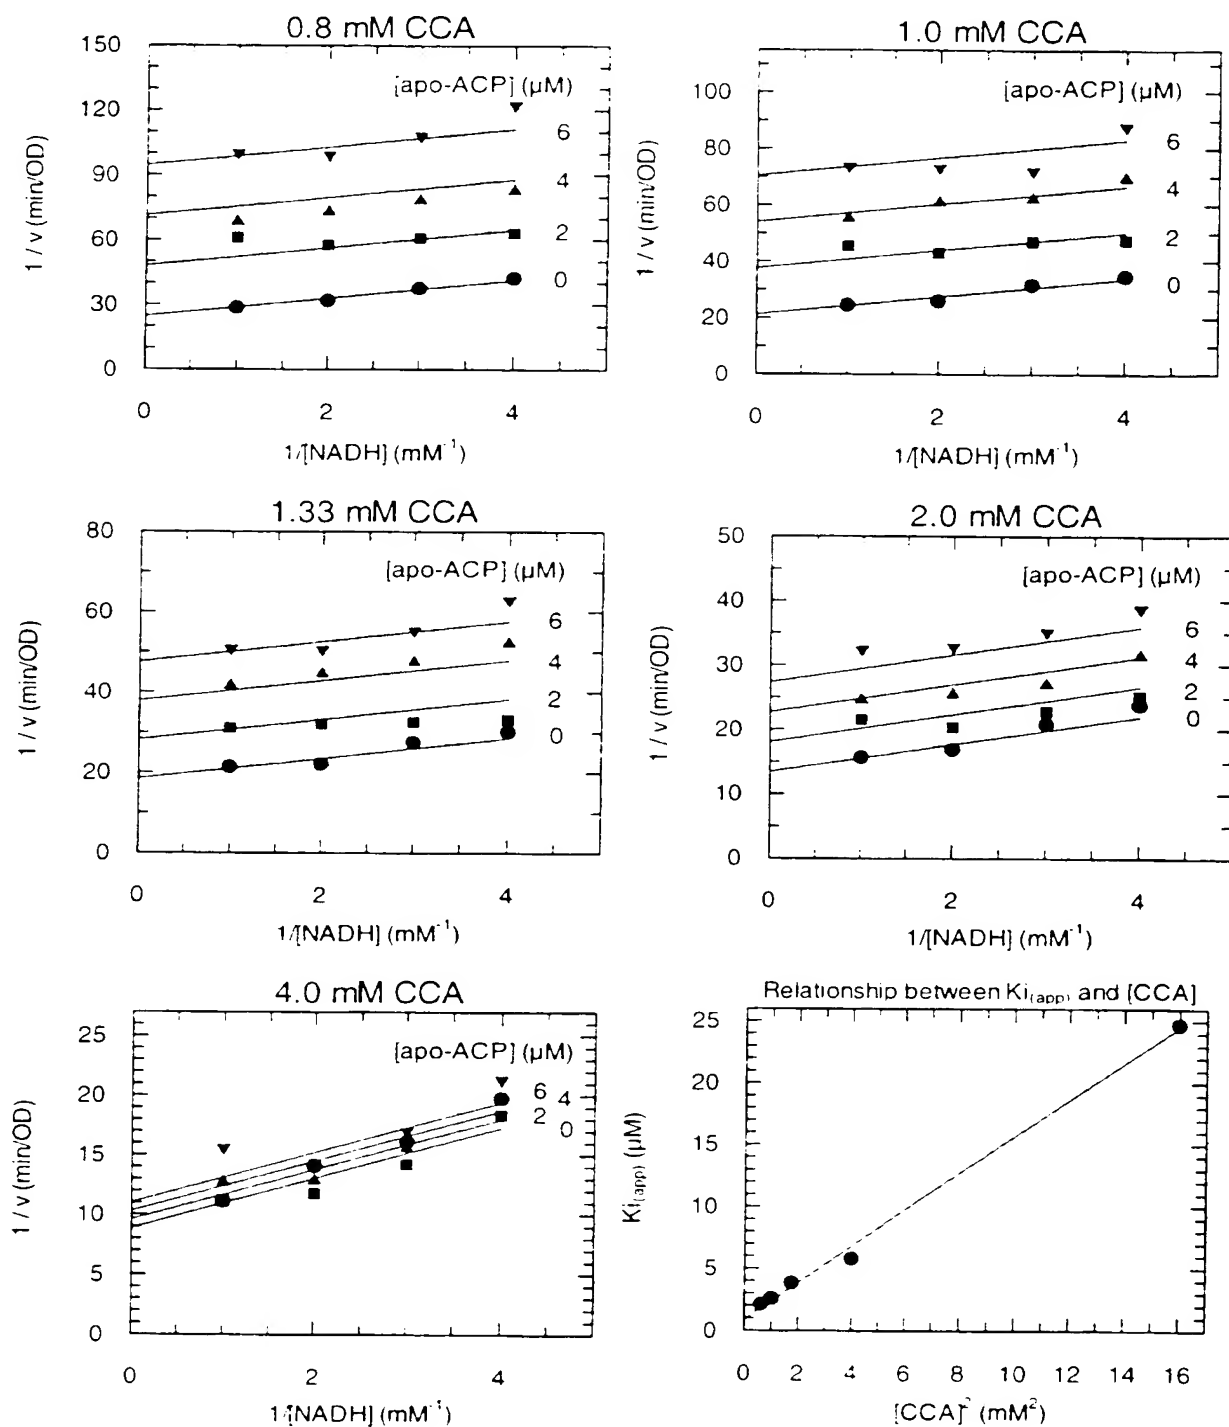 0.8 mM CCA
150
120
90
60
30
0
1 / v (min/OD)
[apo-ACP] (µM)
6
4
2
0
0 2 4
1/[NADH] (mM⁻¹)
1.0 mM CCA
100
80
60
40
20
0
1 / v (min/OD)
[apo-ACP] (µM)
6
4
2
0
0 2 4
1/[NADH] (mM⁻¹)
1.33 mM CCA
80
60
40
20
0
1 / v (min/OD)
[apo-ACP] (µM)
6
4
2
0
0 2 4
1/[NADH] (mM⁻¹)
2.0 mM CCA
50
40
30
20
10
0
1 / v (min/OD)
[apo-ACP] (µM)
6
4
2
0
0 2 4
1/[NADH] (mM⁻¹)
4.0 mM CCA
25
20
15
10
5
0
1 / v (min/OD)
[apo-ACP] (µM)
6 4
2 0
0 2 4
1/[NADH] (mM⁻¹)
Relationship between Ki(app) and [CCA]
25
20
15
10
5
0
Ki(app) (µM)
0 2 4 6 8 10 12 14 16
[CCA]² (mM²)